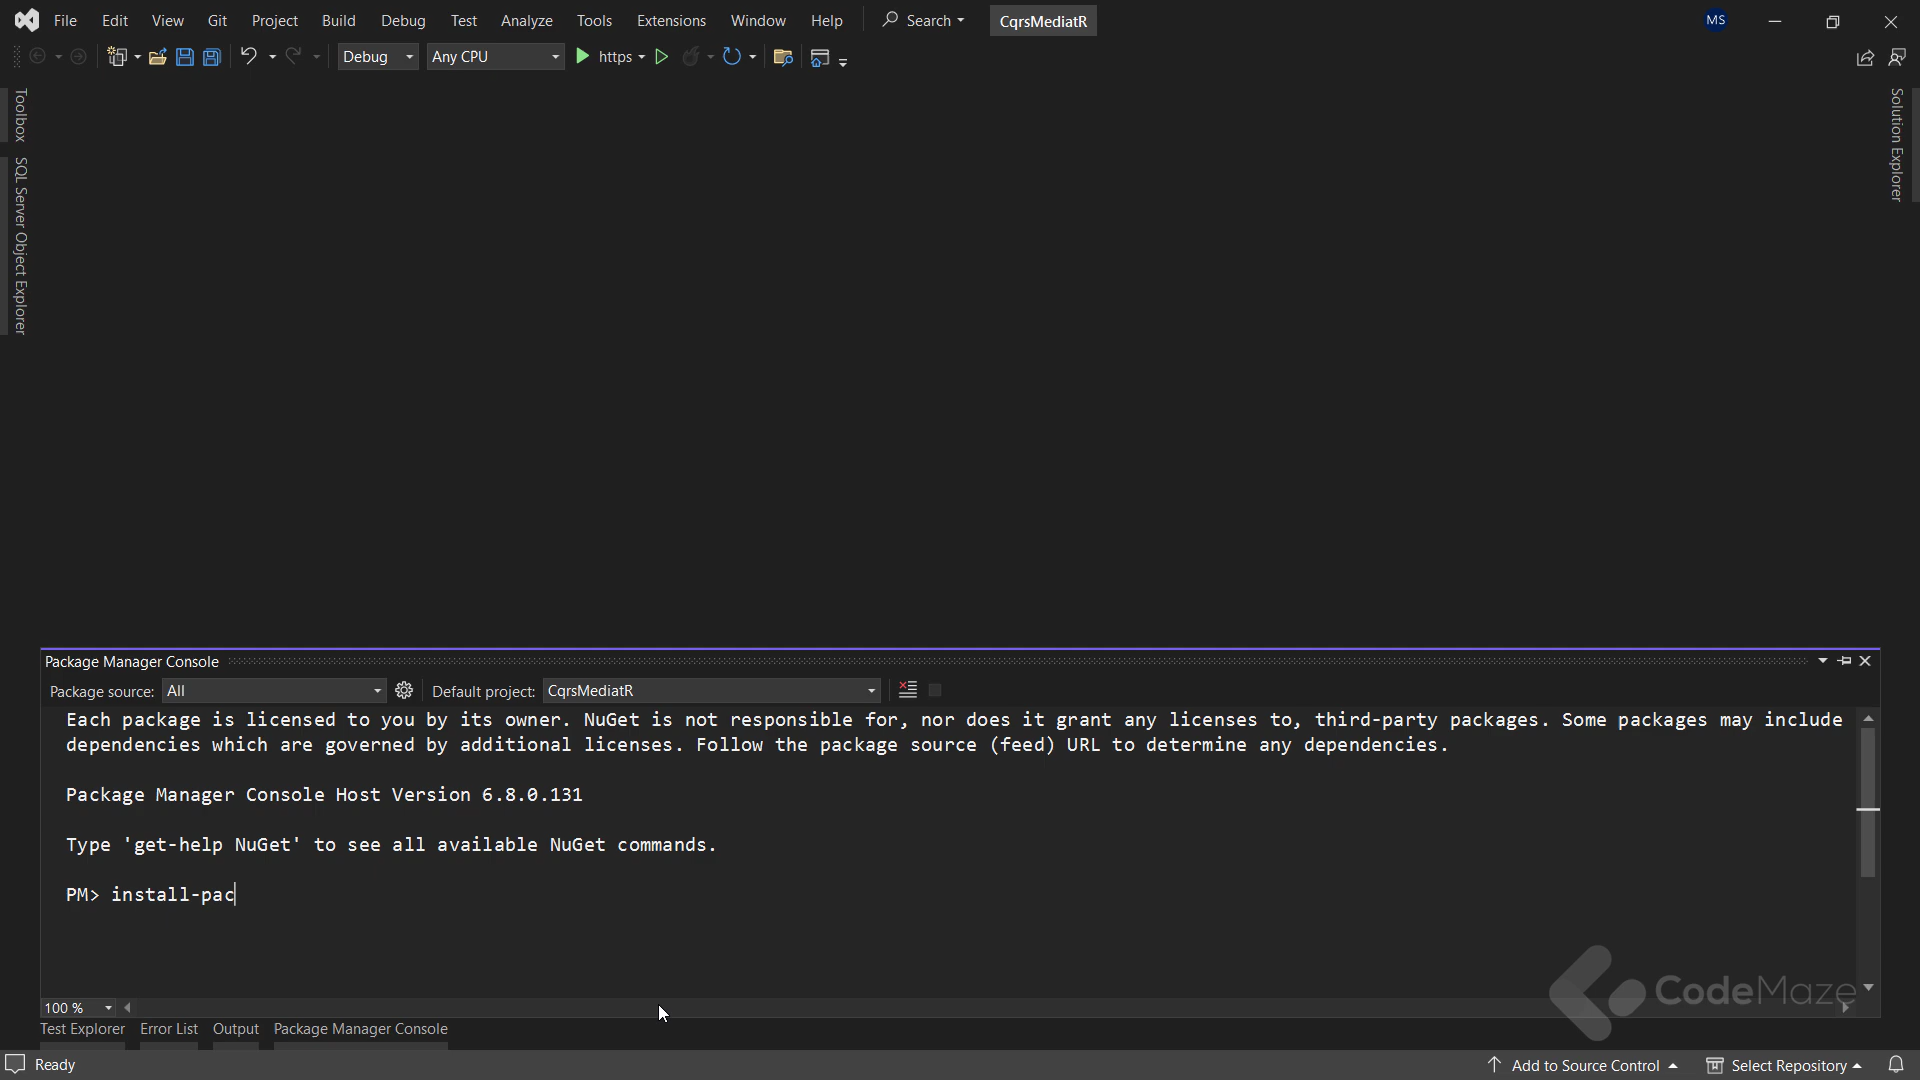 File Edit View Git Project Build Debug Test Analyze Tools Extensions Window Help Search CqrsMediatR MS
Debug Any CPU https
Toolbox
SQL Server Object Explorer
Solution Explorer
Package Manager Console
Package source: All Default project: CqrsMediatR
Each package is licensed to you by its owner. NuGet is not responsible for, nor does it grant any licenses to, third-party packages. Some packages may include
dependencies which are governed by additional licenses. Follow the package source (feed) URL to determine any dependencies.
Package Manager Console Host Version 6.8.0.131
Type 'get-help NuGet' to see all available NuGet commands.
PM> install-pac
CodeMaze
100 %
Test Explorer Error List Output Package Manager Console
Ready Add to Source Control Select Repository